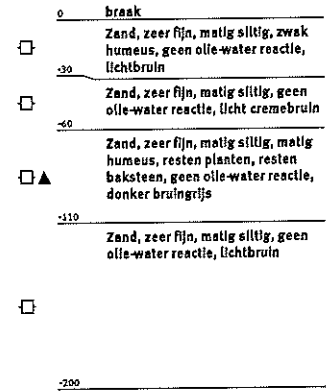 0 braak
Zand, zeer fijn, matig siltig, zwak
humeus, geen olie-water reactie,
lichtbruin
-30
Zand, zeer fijn, matig siltig, geen
olie-water reactie, licht cremebruin
-60
Zand, zeer fijn, matig siltig, matig
humeus, resten planten, resten
baksteen, geen olie-water reactie,
donker bruingrijs
-110
Zand, zeer fijn, matig siltig, geen
olie-water reactie, lichtbruin
-200